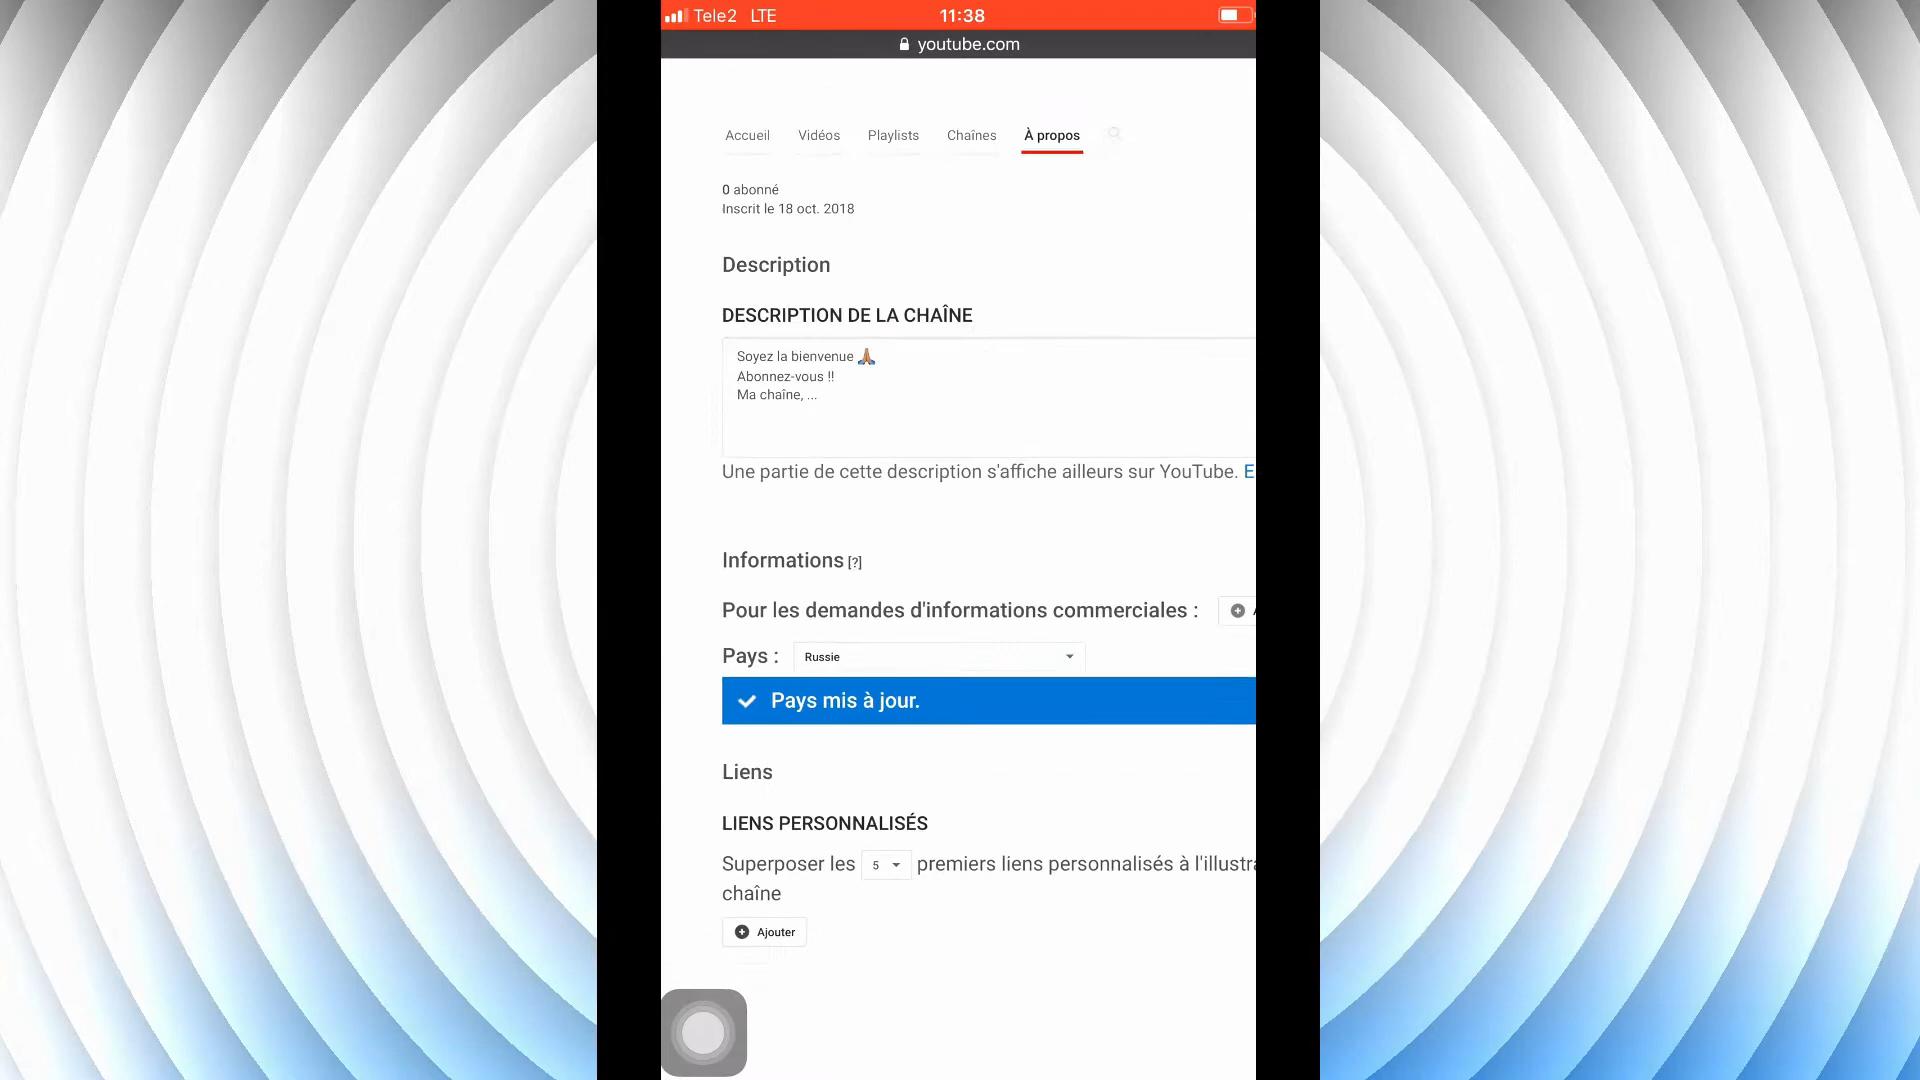 Tele2 LTE 11:38
youtube.com
Accueil Vidéos Playlists Chaînes À propos
0 abonné
Inscrit le 18 oct. 2018
Description
DESCRIPTION DE LA CHAÎNE
Soyez la bienvenue 🙏🏽
Abonnez-vous !!
Ma chaîne, ...
Une partie de cette description s'affiche ailleurs sur YouTube. E
Informations [?]
Pour les demandes d'informations commerciales :
Pays : Russie
Pays mis à jour.
Liens
LIENS PERSONNALISÉS
Superposer les 5 premiers liens personnalisés à l'illustra
chaîne
Ajouter